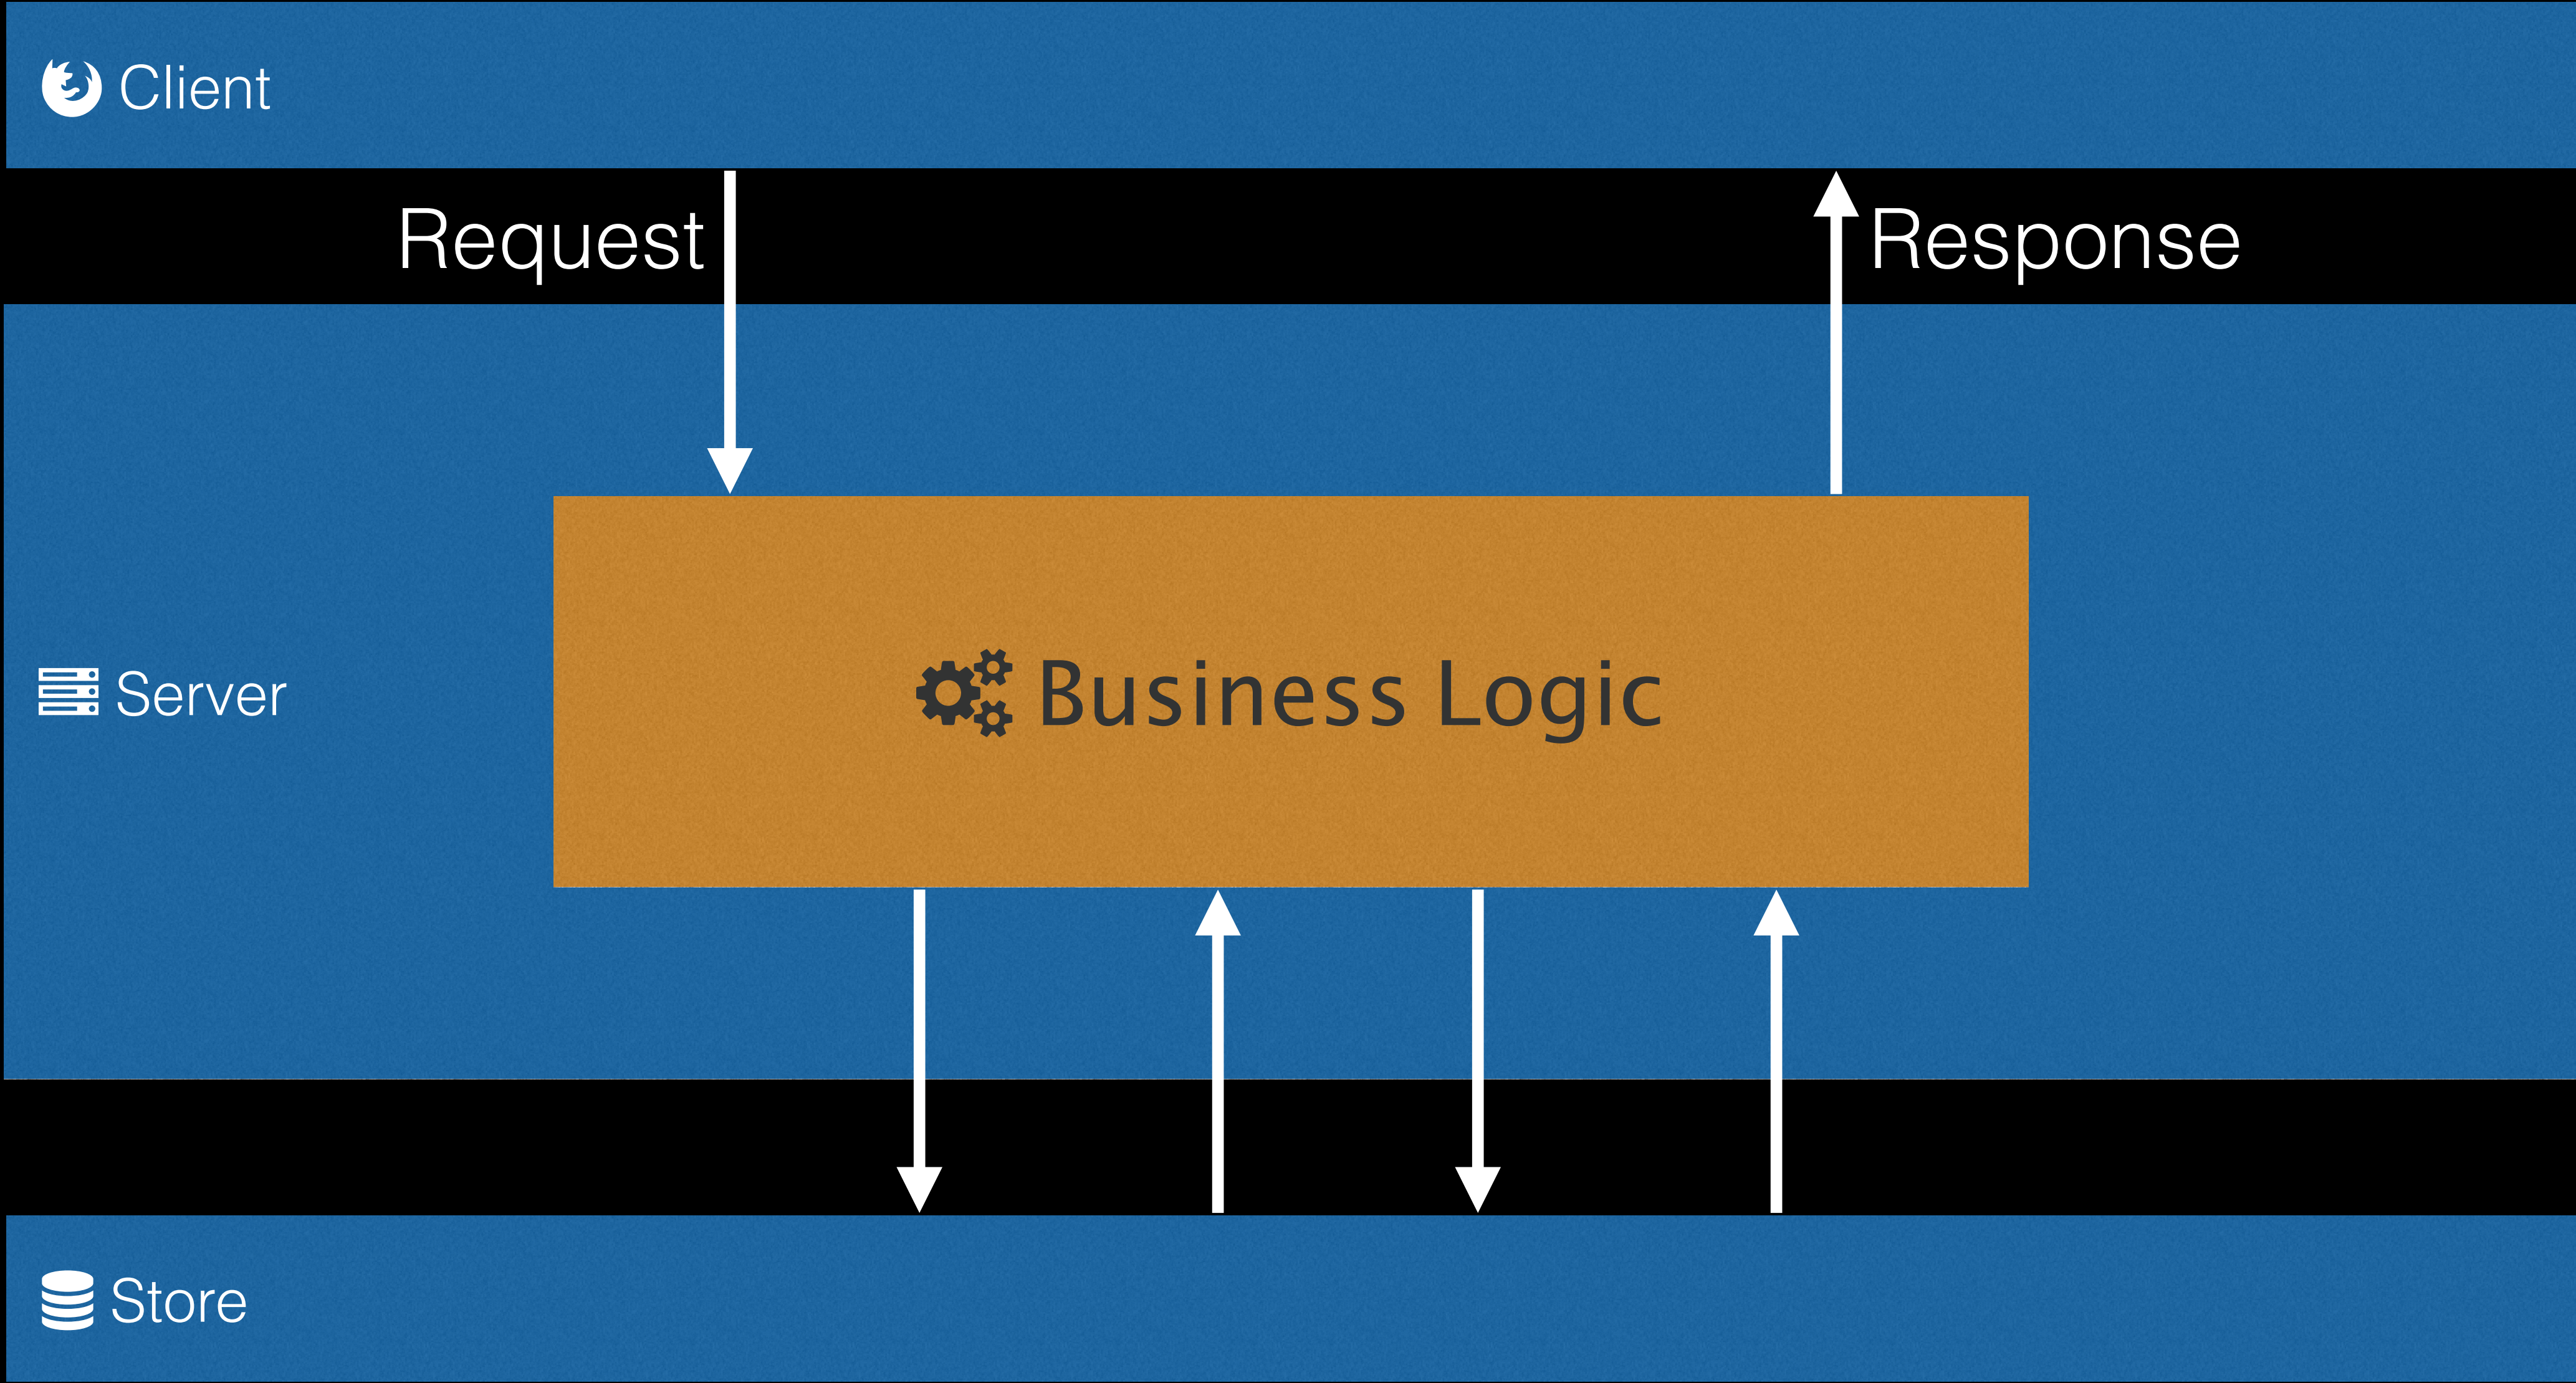 Client
Request
Response
Server
Business Logic
Store